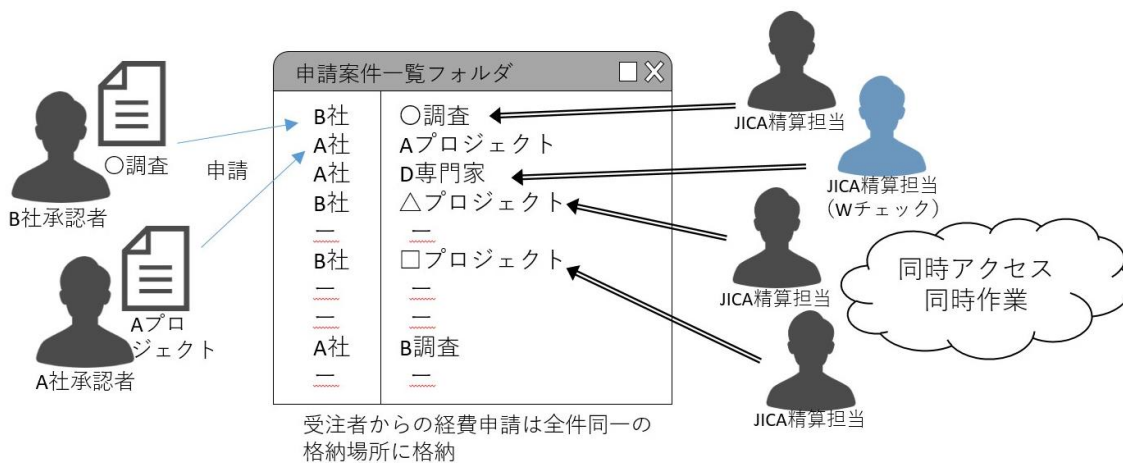 〇調査
申請
B社承認者
Aプロ
ジェクト
A社承認者
申請案件一覧フォルダ
B社 〇調査
A社 Aプロジェクト
A社 D専門家
B社 △プロジェクト
ー ー
B社 □プロジェクト
ー ー
ー ー
A社 B調査
ー ー
受注者からの経費申請は全件同一の
格納場所に格納
JICA精算担当
JICA精算担当
(Wチェック)
JICA精算担当
同時アクセス
同時作業
JICA精算担当